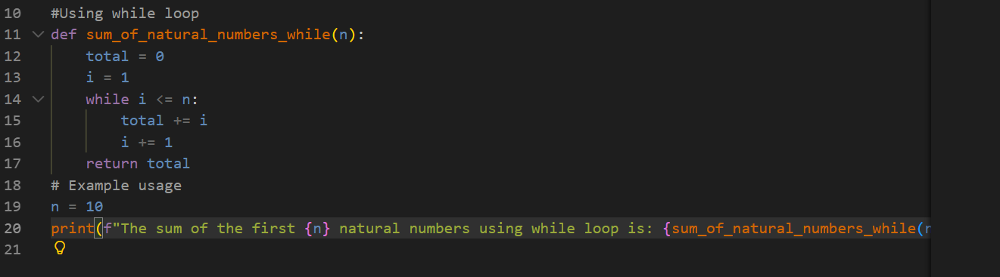 10 #Using while loop
11 def sum_of_natural_numbers_while(n):
12     total = 0
13     i = 1
14     while i <= n:
15         total += i
16         i += 1
17     return total
18 # Example usage
19 n = 10
20 print(f"The sum of the first {n} natural numbers using while loop is: {sum_of_natural_numbers_while(
21